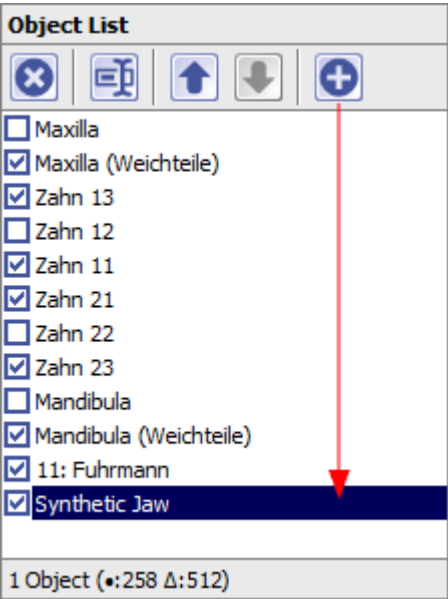 Object List
Maxilla
Maxilla (Weichteile)
Zahn 13
Zahn 12
Zahn 11
Zahn 21
Zahn 22
Zahn 23
Mandibula
Mandibula (Weichteile)
11: Fuhrmann
Synthetic Jaw
1 Object (•:258 Δ:512)